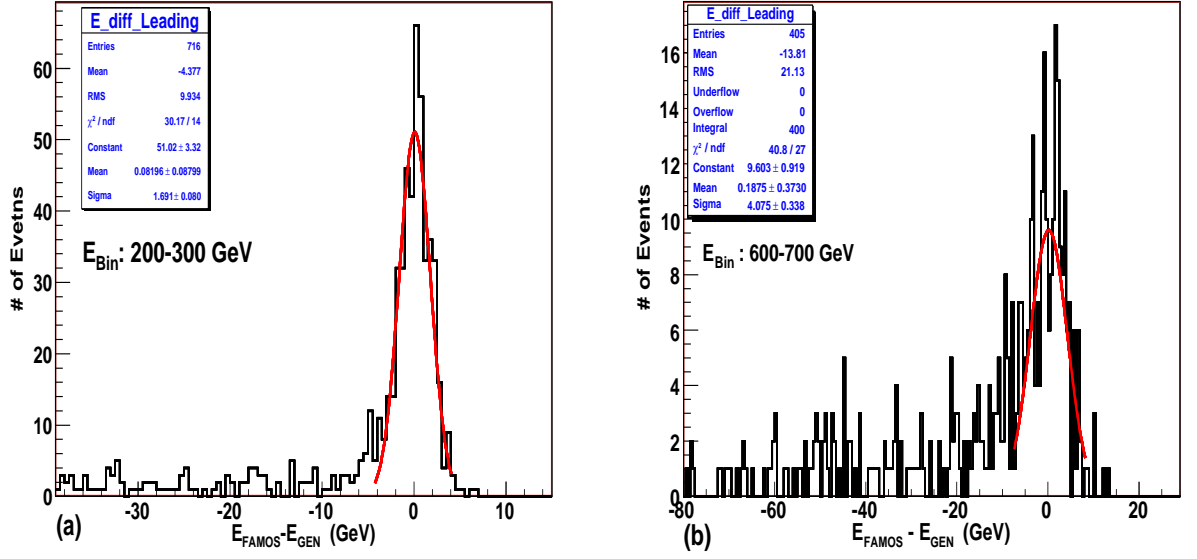 E_diff_Leading
Entries 716
Mean -4.377
RMS 9.934
χ² / ndf 30.17 / 14
Constant 51.02 ± 3.32
Mean 0.08196 ± 0.08799
Sigma 1.691 ± 0.080
E_Bin : 200-300 GeV
# of Evetns
60
50
40
30
20
10
0
-30 -20 -10 0 10
(a) E_FAMOS-E_GEN (GeV)
E_diff_Leading
Entries 405
Mean -13.81
RMS 21.13
Underflow 0
Overflow 0
Integral 400
χ² / ndf 40.8 / 27
Constant 9.603 ± 0.919
Mean 0.1875 ± 0.3730
Sigma 4.075 ± 0.338
E_Bin : 600-700 GeV
# of Events
16
14
12
10
8
6
4
2
0
-80 -60 -40 -20 0 20
(b) E_FAMOS - E_GEN (GeV)